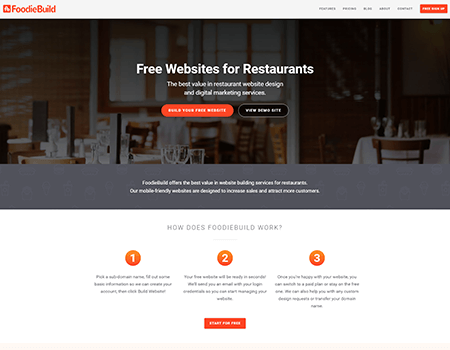 FoodieBuild
FEATURES PRICING BLOG ABOUT CONTACT FREE SIGN UP
Free Websites for Restaurants
The best value in restaurant website design
and digital marketing services.
BUILD YOUR FREE WEBSITE VIEW DEMO SITE
FoodieBuild offers the best value in website building services for restaurants.
Our mobile-friendly websites are designed to increase sales and attract more customers.
HOW DOES FOODIEBUILD WORK?
1 2 3
Pick a sub-domain name, fill out some
basic information so we can create your
account, then click 'Build Website'!
Your free website will be ready in seconds!
We'll send you an email with your login
credentials so you can start managing your
website.
Once you're happy with your website, you
can switch to a paid plan or stay on the free
one. We can also help you with any custom
design requests or transfer your domain
name.
START FOR FREE